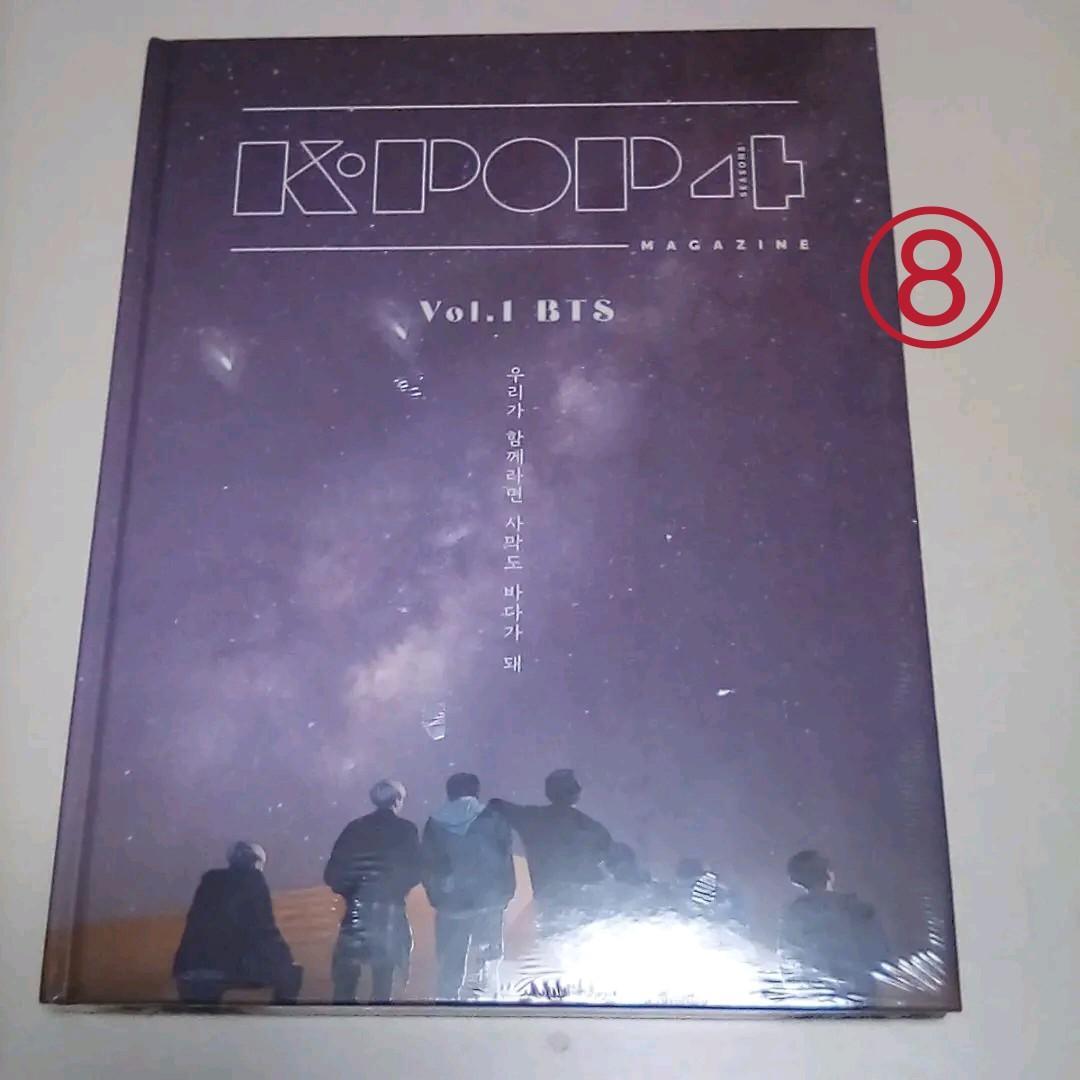 K·POP4
SEASONS
MAGAZINE
Vol.1 BTS
우리가 함께라면 사막도 바다가 돼
⑧